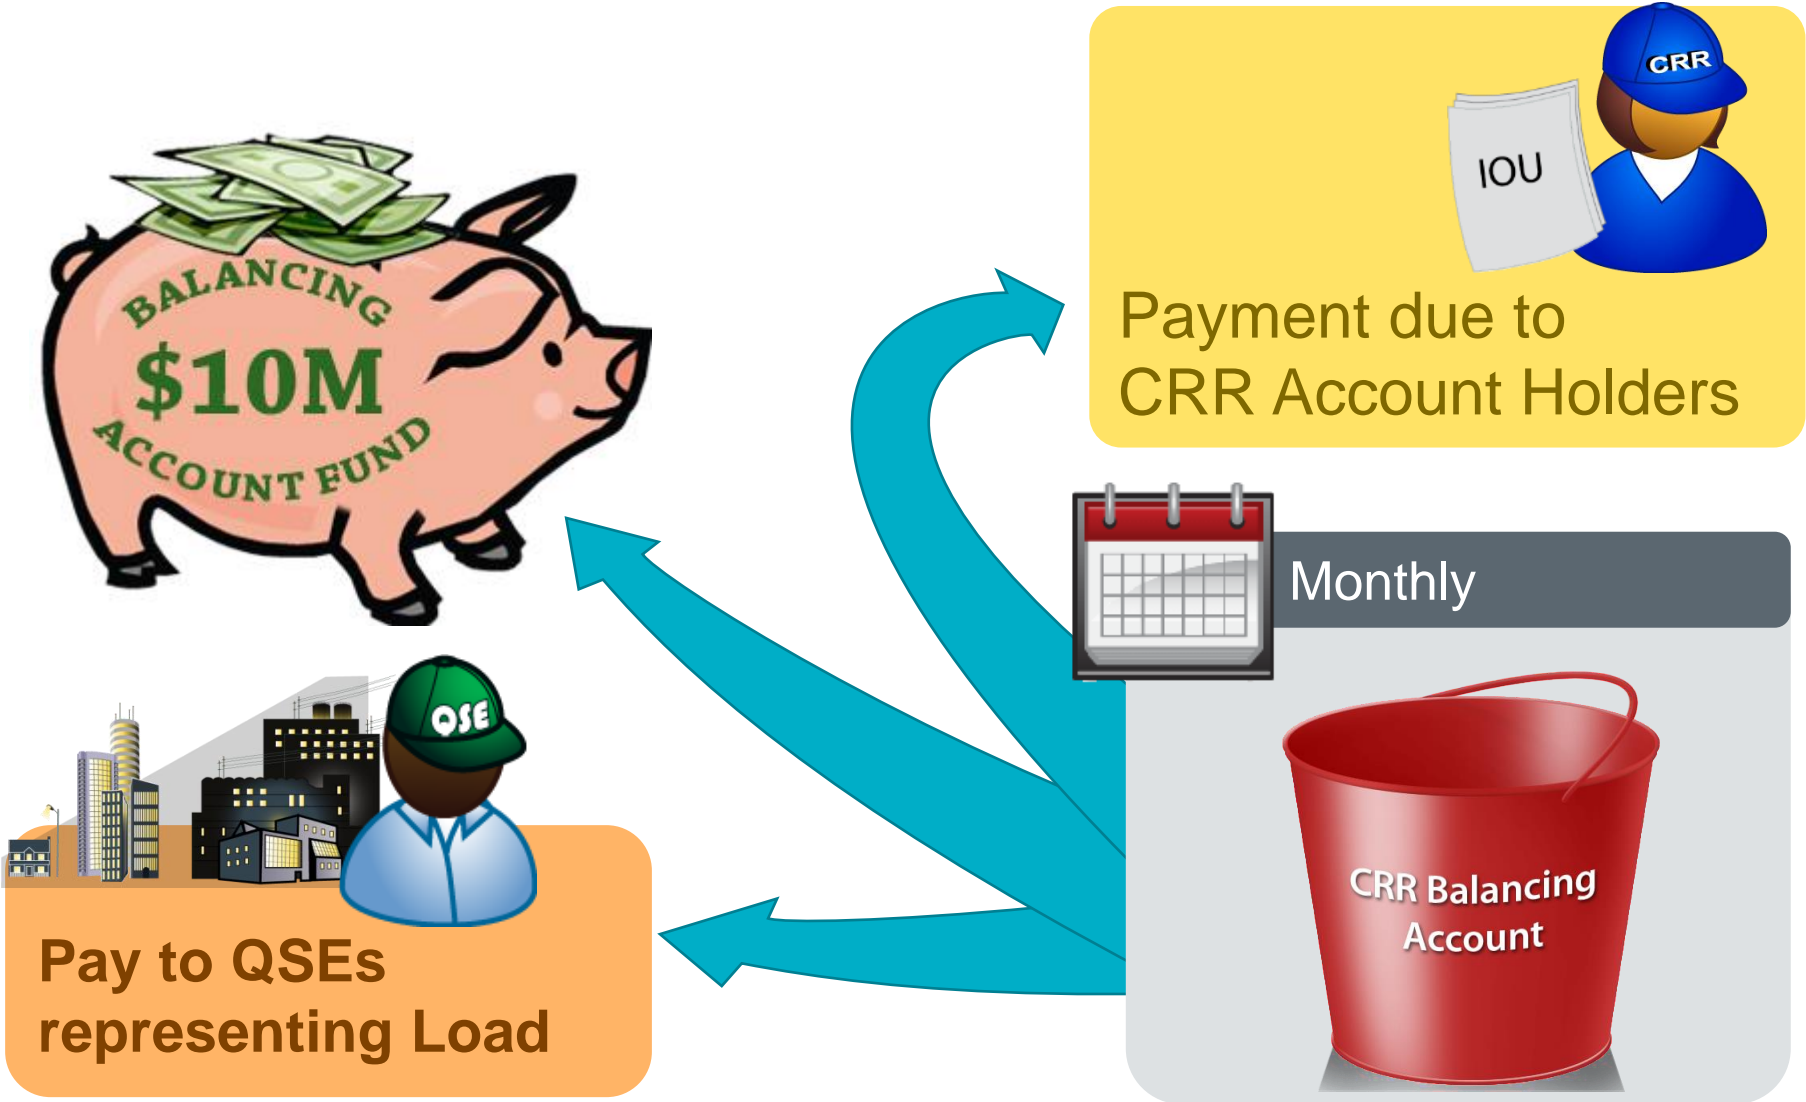 BALANCING
$10M
ACCOUNT FUND
CRR
IOU
Payment due to
CRR Account Holders
Monthly
CRR Balancing
Account
QSE
Pay to QSEs
representing Load